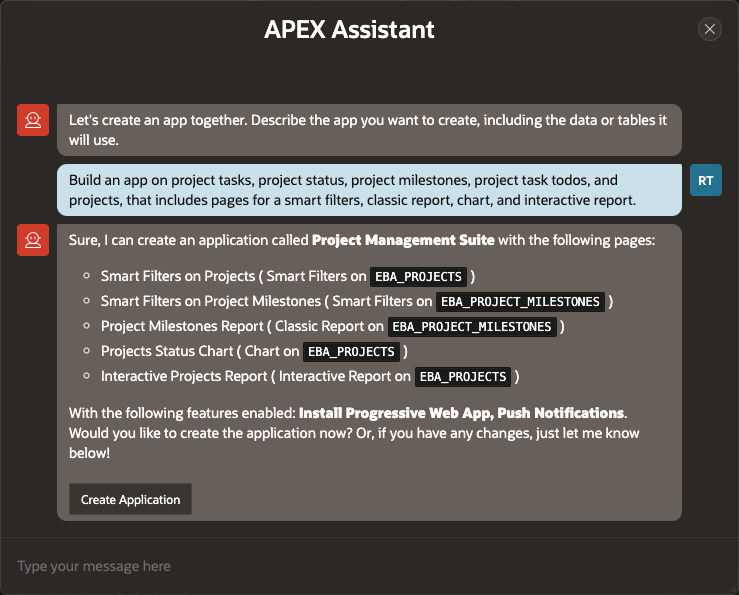 APEX Assistant
Let's create an app together. Describe the app you want to create, including the data or tables it
will use.
Build an app on project tasks, project status, project milestones, project task todos, and
projects, that includes pages for a smart filters, classic report, chart, and interactive report.
RT
Sure, I can create an application called Project Management Suite with the following pages:
Smart Filters on Projects ( Smart Filters on EBA_PROJECTS )
Smart Filters on Project Milestones ( Smart Filters on EBA_PROJECT_MILESTONES )
Project Milestones Report ( Classic Report on EBA_PROJECT_MILESTONES )
Projects Status Chart ( Chart on EBA_PROJECTS )
Interactive Projects Report ( Interactive Report on EBA_PROJECTS )
With the following features enabled: Install Progressive Web App, Push Notifications.
Would you like to create the application now? Or, if you have any changes, just let me know
below!
Create Application
Type your message here